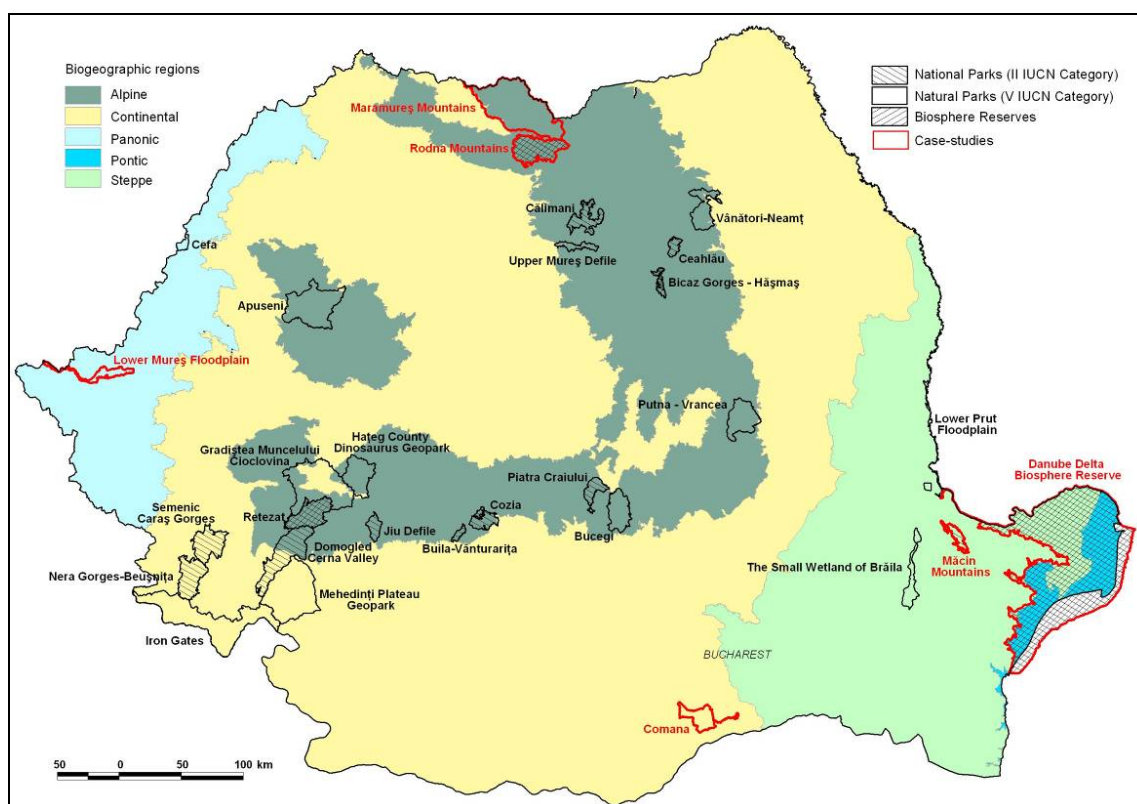 Biogeographic regions
Alpine
Continental
Panonic
Pontic
Steppe
National Parks (II IUCN Category)
Natural Parks (V IUCN Category)
Biosphere Reserves
Case-studies
Maramureş Mountains
Rodna Mountains
Călimani
Vânători-Neamţ
Cefa
Upper Mureş Defile
Ceahlău
Bicaz Gorges - Hăşmaş
Apuseni
Lower Mureş Floodplain
Putna - Vrancea
Lower Prut
Floodplain
Gradiştea Muncelului
Cioclovina
Haţeg County
Dinosaurus Geopark
Piatra Craiului
Danube Delta
Biosphere Reserve
Semenic
Caraş Gorges
Retezat
Cozia
Jiu Defile
Buila-Vânturariţa
Bucegi
Domogled
Cerna Valley
Măcin
Mountains
Nera Gorges-Beuşniţa
The Small Wetland of Brăila
Mehedinţi Plateau
Geopark
Iron Gates
BUCHAREST
Comana
50 0 50 100 km